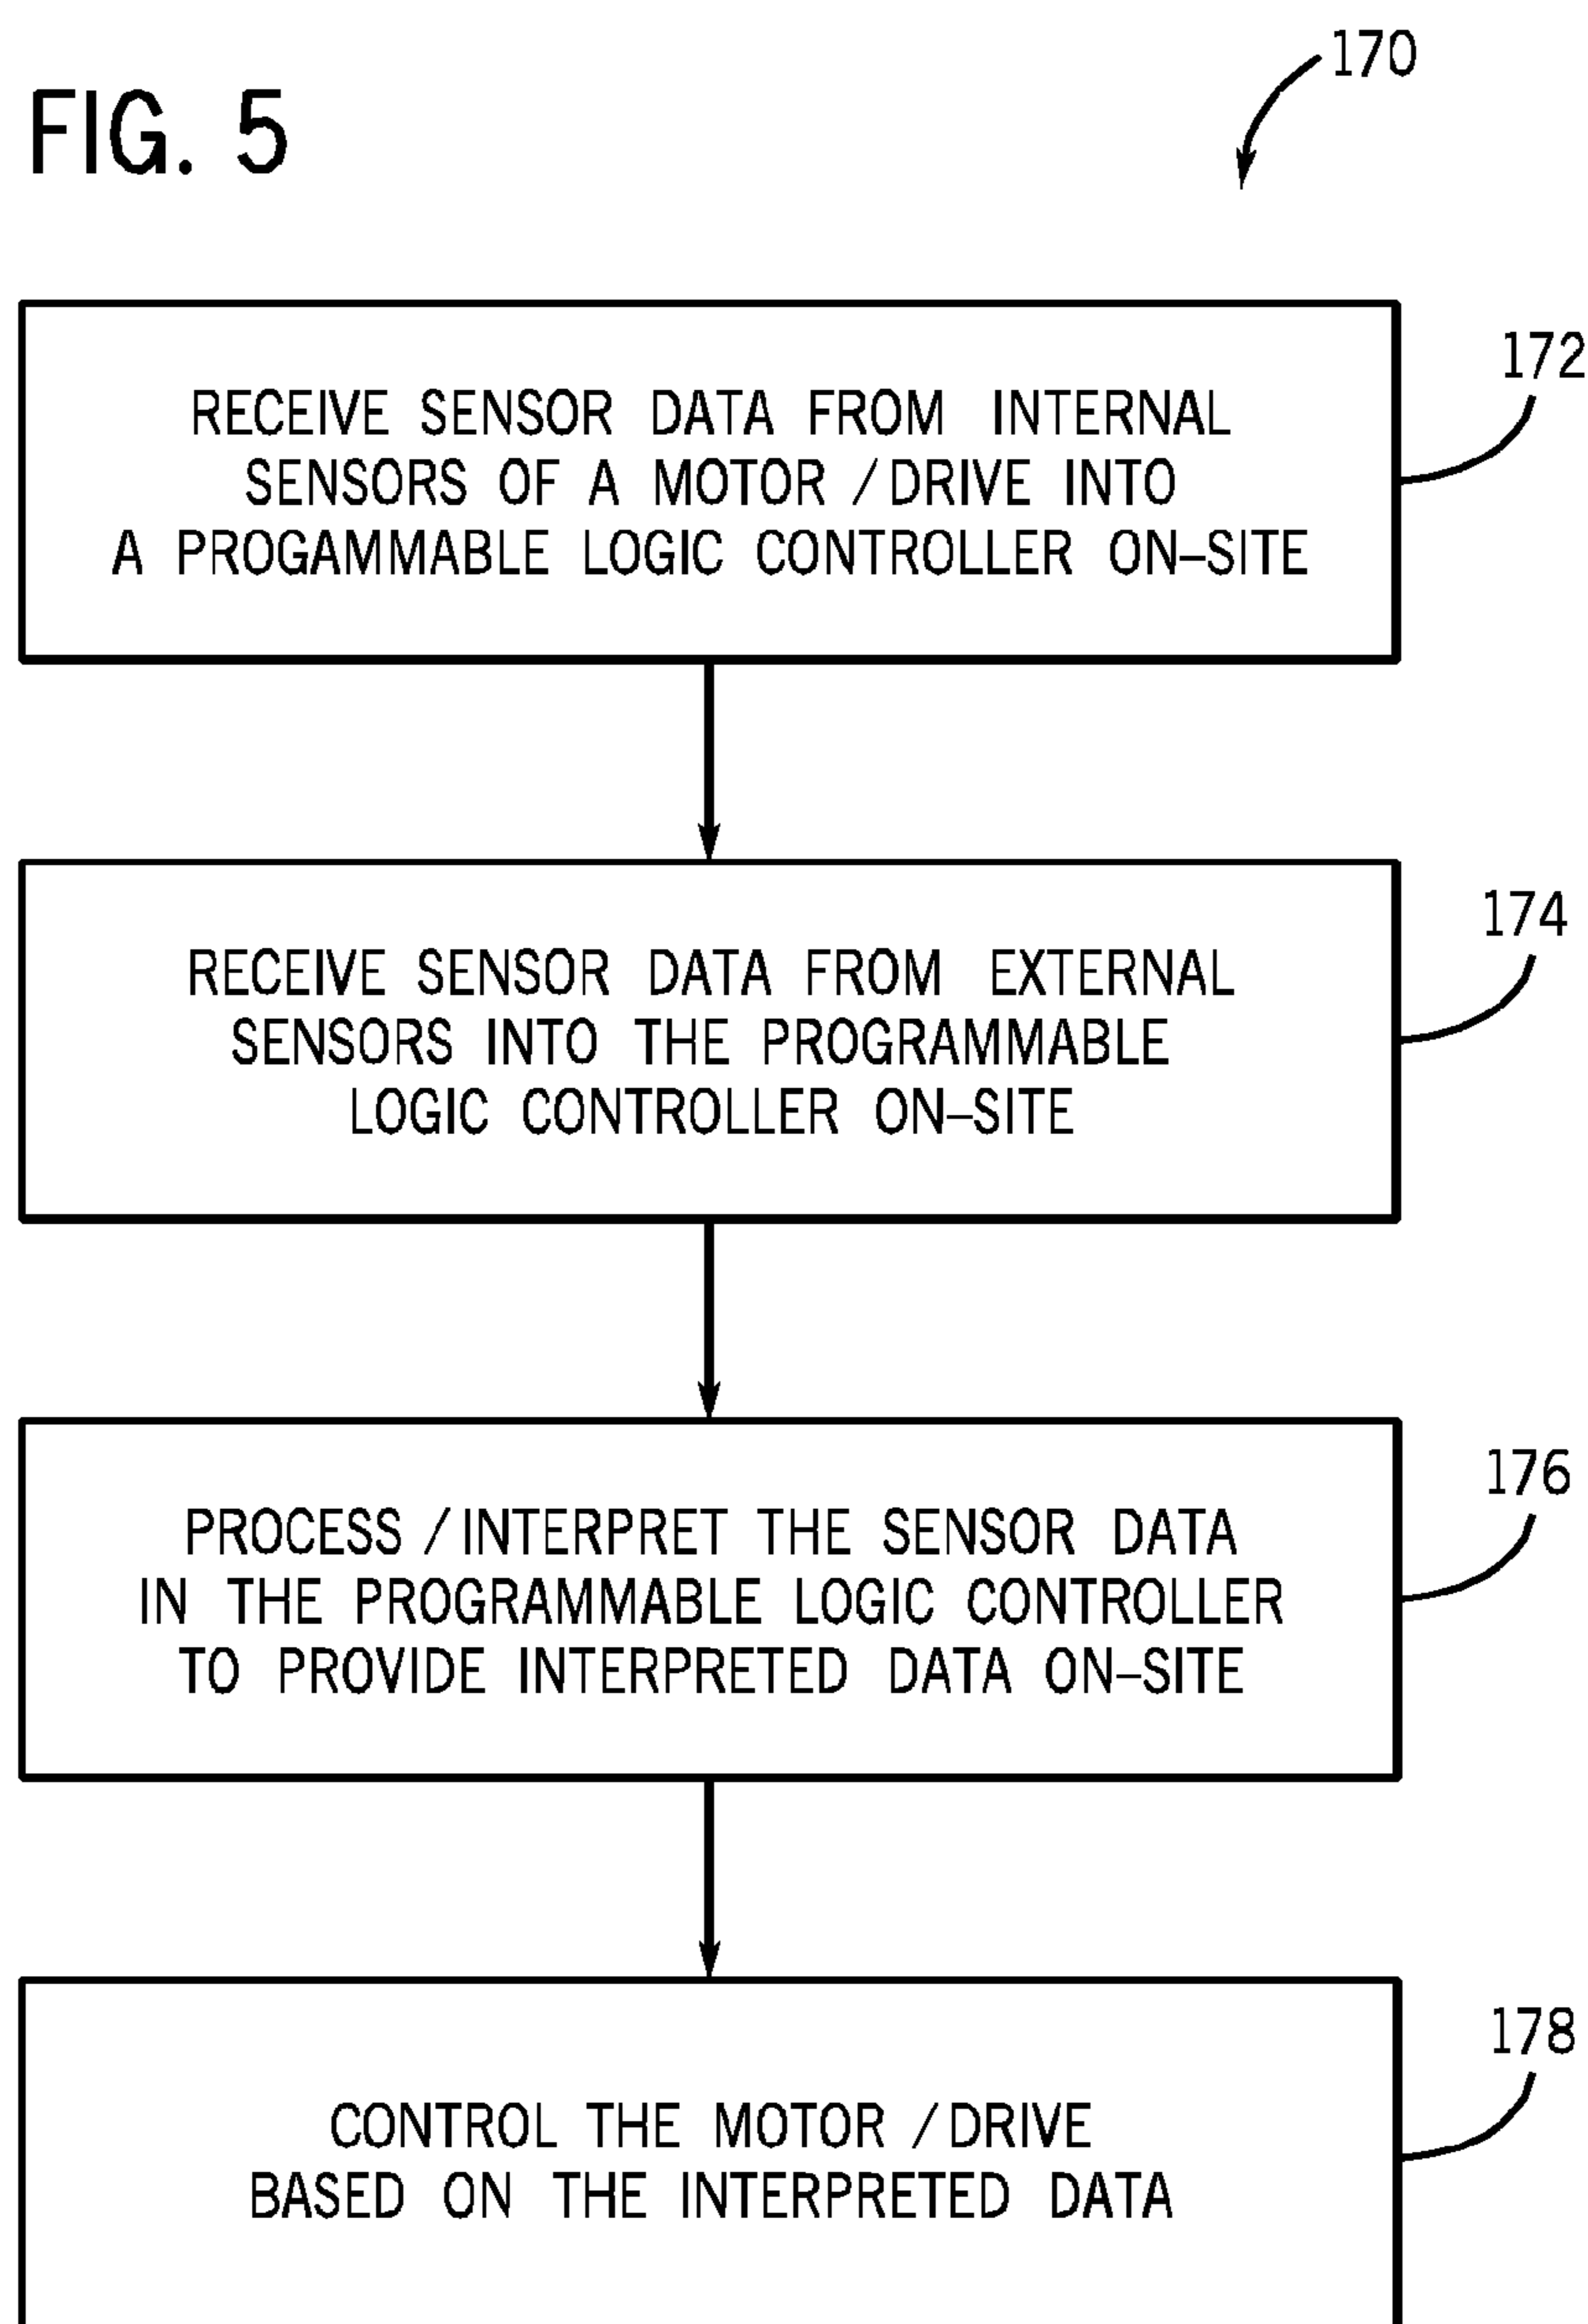 170
FIG. 5
172
RECEIVE SENSOR DATA FROM INTERNAL
SENSORS OF A MOTOR /DRIVE INTO
A PROGAMMABLE LOGIC CONTROLLER ON–SITE
174
RECEIVE SENSOR DATA FROM EXTERNAL
SENSORS INTO THE PROGRAMMABLE
LOGIC CONTROLLER ON–SITE
176
PROCESS /INTERPRET THE SENSOR DATA
IN THE PROGRAMMABLE LOGIC CONTROLLER
TO PROVIDE INTERPRETED DATA ON–SITE
178
CONTROL THE MOTOR /DRIVE
BASED ON THE INTERPRETED DATA